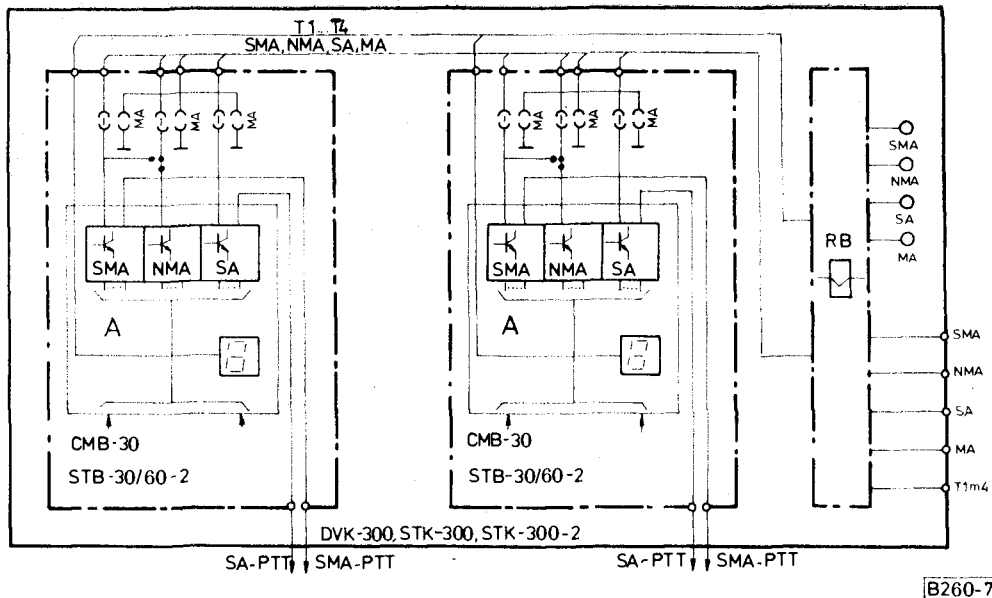 T1...T4
SMA, NMA, SA, MA
MA
MA
MA
MA
MA
MA
SMA
NMA
SA
MA
SMA NMA SA
SMA NMA SA
RB
A
A
SMA
NMA
SA
MA
T1m4
CMB-30
STB-30/60-2
CMB-30
STB-30/60-2
DVK-300, STK-300, STK-300-2
SA-PTT
SMA-PTT
SA-PTT
SMA-PTT
B260-7